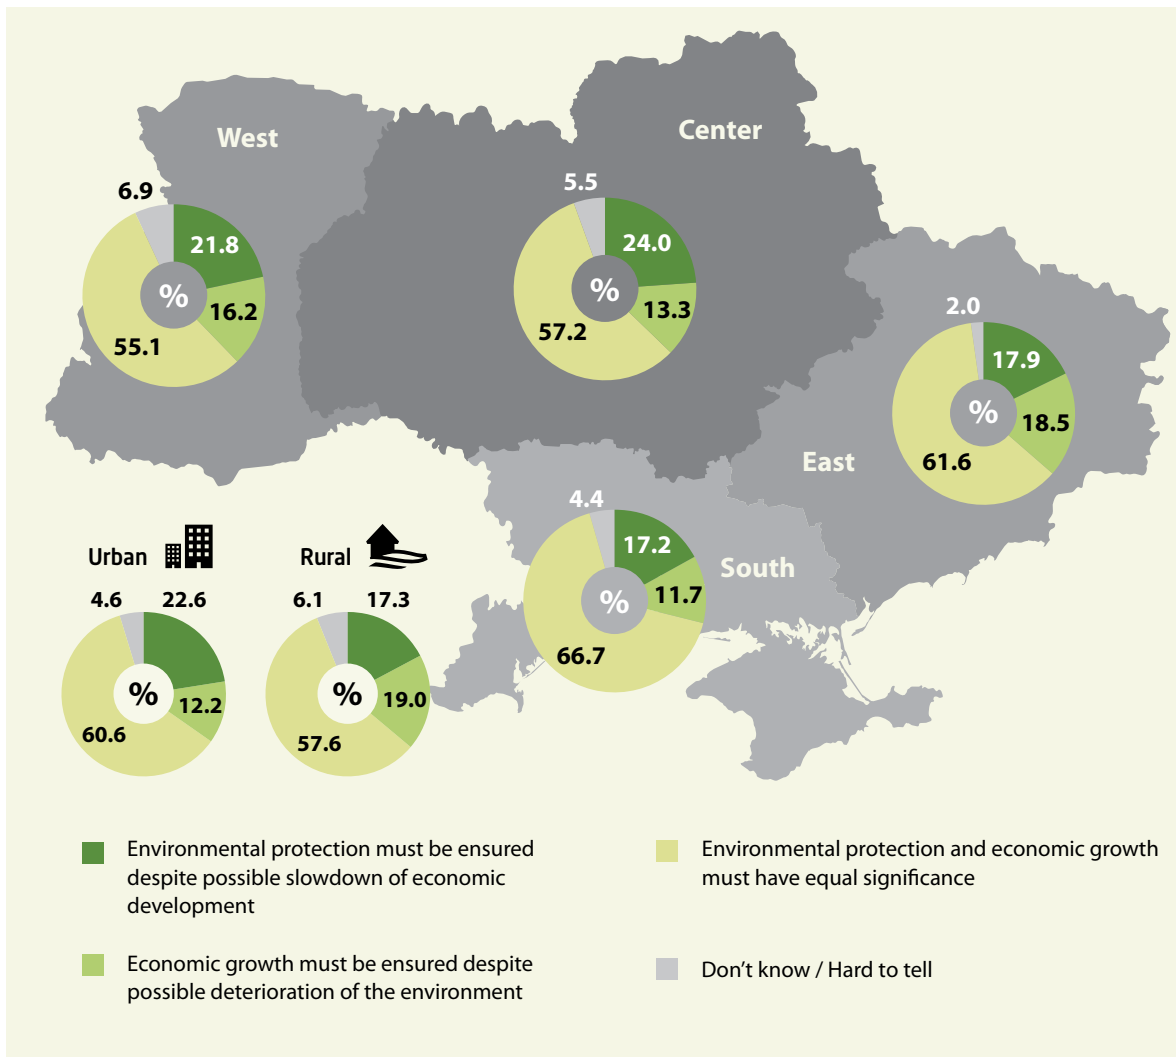 West
Center
6.9
21.8
%
16.2
55.1
5.5
24.0
%
13.3
57.2
2.0
17.9
%
18.5
61.6
East
4.4
17.2
%
11.7
66.7
South
Urban
4.6
22.6
%
12.2
60.6
Rural
6.1
17.3
%
19.0
57.6
Environmental protection must be ensured
despite possible slowdown of economic
development
Economic growth must be ensured despite
possible deterioration of the environment
Environmental protection and economic growth
must have equal significance
Don't know / Hard to tell